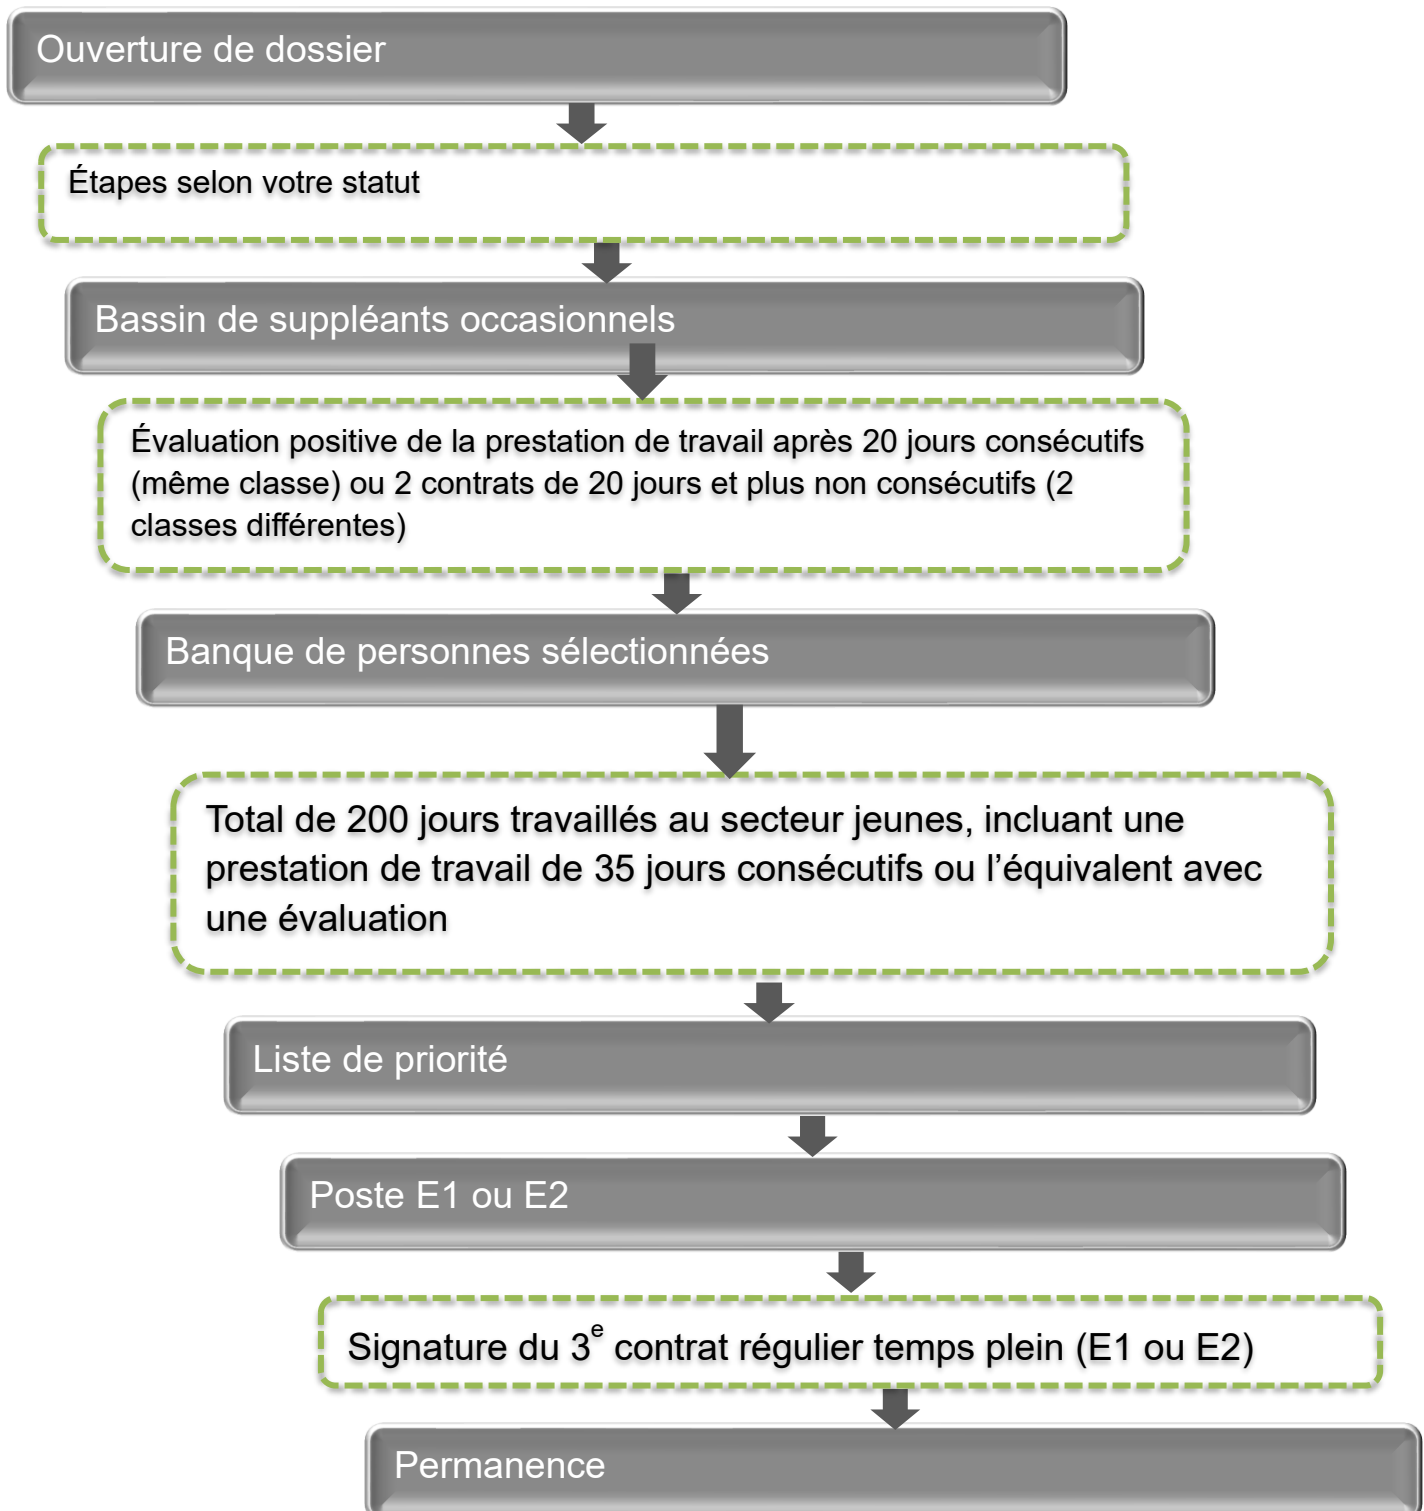 Ouverture de dossier
Étapes selon votre statut
Bassin de suppléants occasionnels
Évaluation positive de la prestation de travail après 20 jours consécutifs
(même classe) ou 2 contrats de 20 jours et plus non consécutifs (2
classes différentes)
Banque de personnes sélectionnées
Total de 200 jours travaillés au secteur jeunes, incluant une
prestation de travail de 35 jours consécutifs ou l’équivalent avec
une évaluation
Liste de priorité
Poste E1 ou E2
Signature du 3e contrat régulier temps plein (E1 ou E2)
Permanence